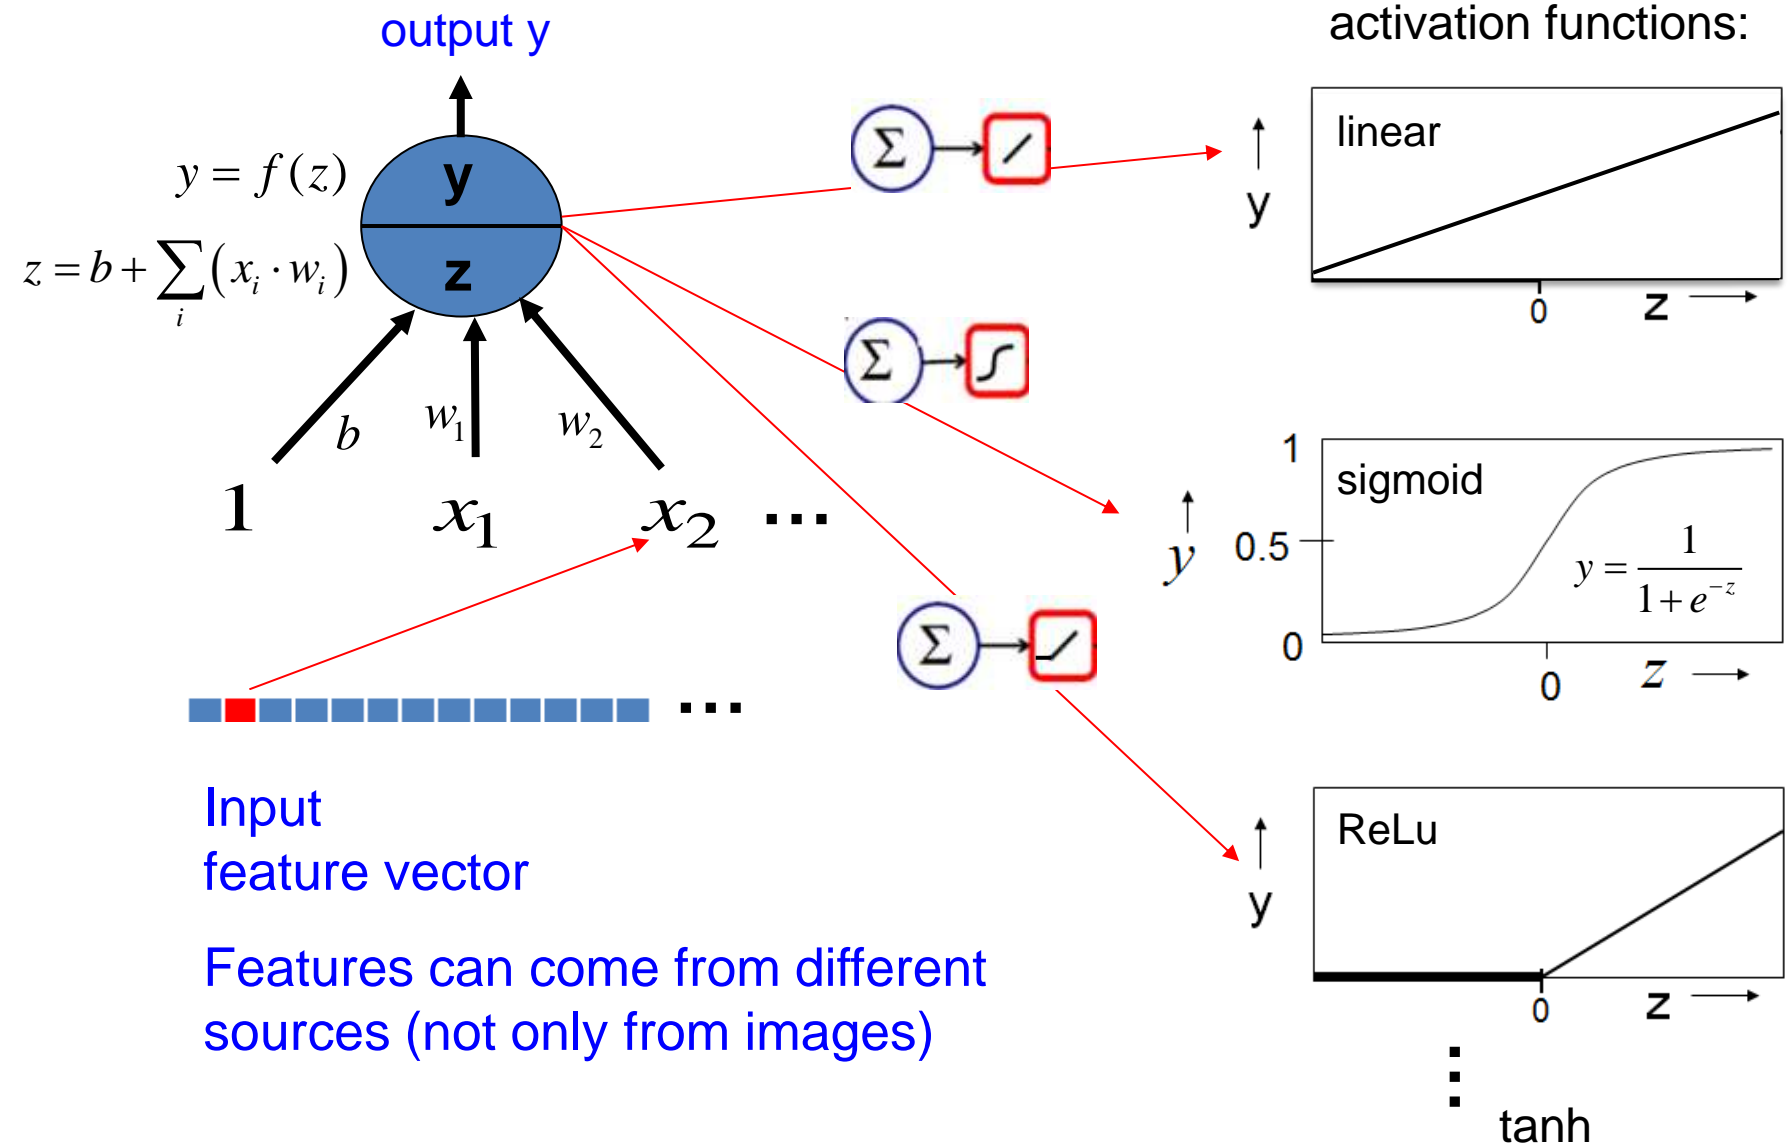 output y
activation functions:
y = f(z)
y
z = b + ∑ᵢ(xᵢ · wᵢ)
z
b
w₁
w₂
1
x₁
x₂
...
...
Input
feature vector
Features can come from different
sources (not only from images)
Σ
Σ
Σ
linear
y
0
z
1
sigmoid
0.5
y
y = 1/(1 + e⁻ᶻ)
0
0
z
ReLu
y
0
z
⋮
tanh